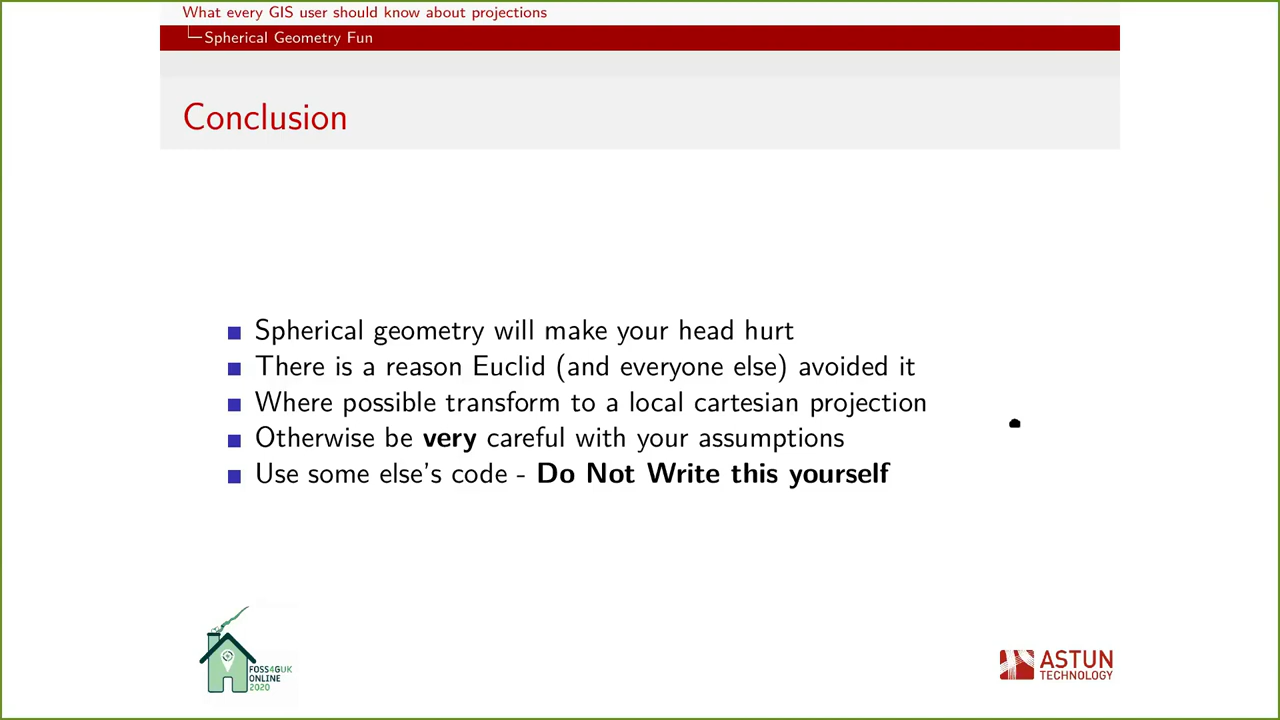 What every GIS user should know about projections
Spherical Geometry Fun
Conclusion
Spherical geometry will make your head hurt
There is a reason Euclid (and everyone else) avoided it
Where possible transform to a local cartesian projection
Otherwise be very careful with your assumptions
Use some else's code - Do Not Write this yourself
FOSS4GUK
ONLINE
2020
ASTUN
TECHNOLOGY